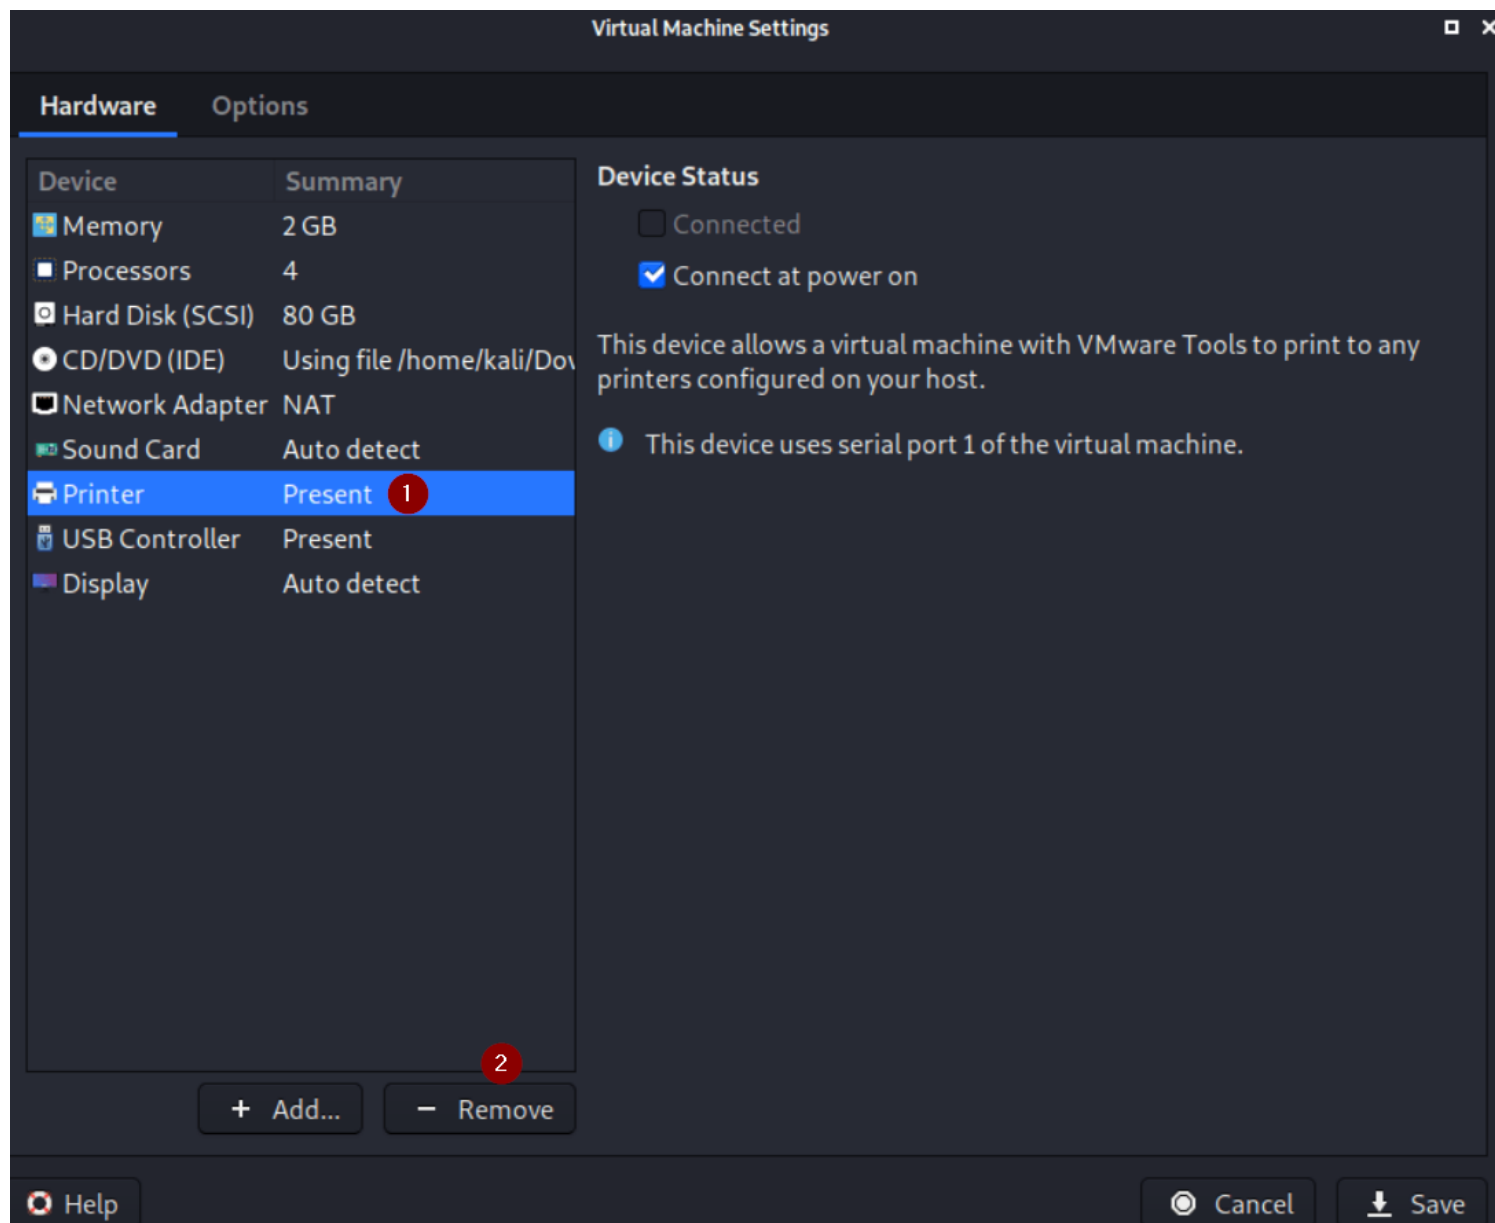 Virtual Machine Settings
Hardware Options
Device Summary
Memory 2 GB
Processors 4
Hard Disk (SCSI) 80 GB
CD/DVD (IDE) Using file /home/kali/Dov
Network Adapter NAT
Sound Card Auto detect
Printer Present 1
USB Controller Present
Display Auto detect
2
+ Add...
− Remove
Device Status
Connected
Connect at power on
This device allows a virtual machine with VMware Tools to print to any
printers configured on your host.
This device uses serial port 1 of the virtual machine.
Help
Cancel
Save